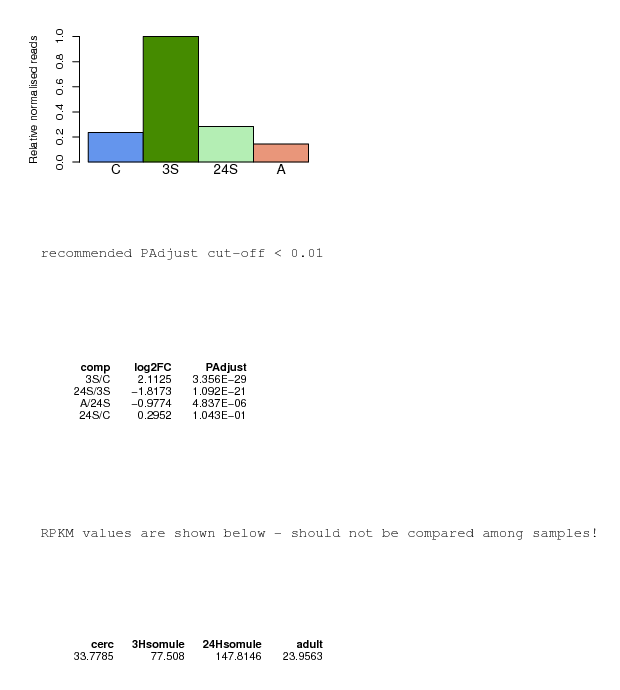 Relative normalised reads
1.0
0.8
0.6
0.4
0.2
0.0
C 3S 24S A
recommended PAdjust cut-off < 0.01
comp log2FC PAdjust
3S/C 2.1125 3.356E−29
24S/3S −1.8173 1.092E−21
A/24S −0.9774 4.837E−06
24S/C 0.2952 1.043E−01
RPKM values are shown below - should not be compared among samples!
cerc 3Hsomule 24Hsomule adult
33.7785 77.508 147.8146 23.9563